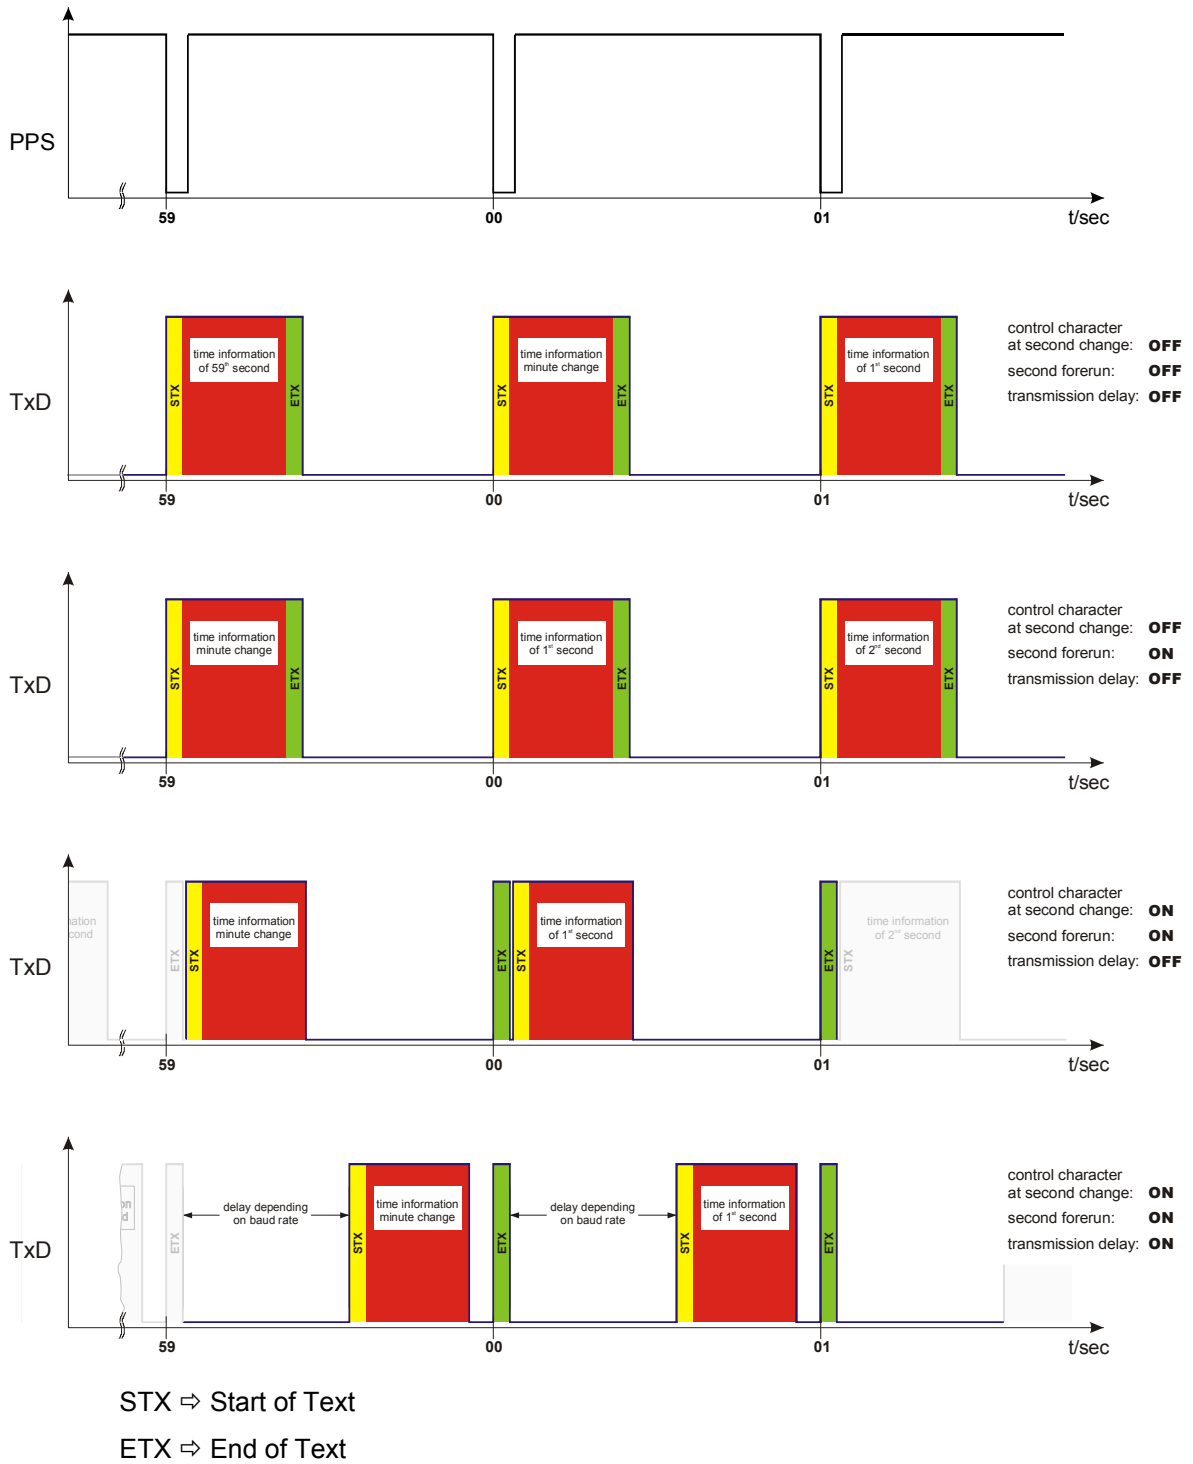 PPS
59
00
01
t/sec
TxD
STX
time information
of 59th second
ETX
STX
time information
minute change
ETX
STX
time information
of 1st second
ETX
control character
at second change: OFF
second forerun: OFF
transmission delay: OFF
59
00
01
t/sec
TxD
STX
time information
minute change
ETX
STX
time information
of 1st second
ETX
STX
time information
of 2nd second
ETX
control character
at second change: OFF
second forerun: ON
transmission delay: OFF
59
00
01
t/sec
TxD
ETX
STX
time information
minute change
ETX
STX
time information
of 1st second
ETX
STX
time information
of 2nd second
control character
at second change: ON
second forerun: ON
transmission delay: OFF
59
00
01
t/sec
TxD
ETX
delay depending
on baud rate
STX
time information
minute change
ETX
delay depending
on baud rate
STX
time information
of 1st second
ETX
control character
at second change: ON
second forerun: ON
transmission delay: ON
59
00
01
t/sec
STX ⇨ Start of Text
ETX ⇨ End of Text